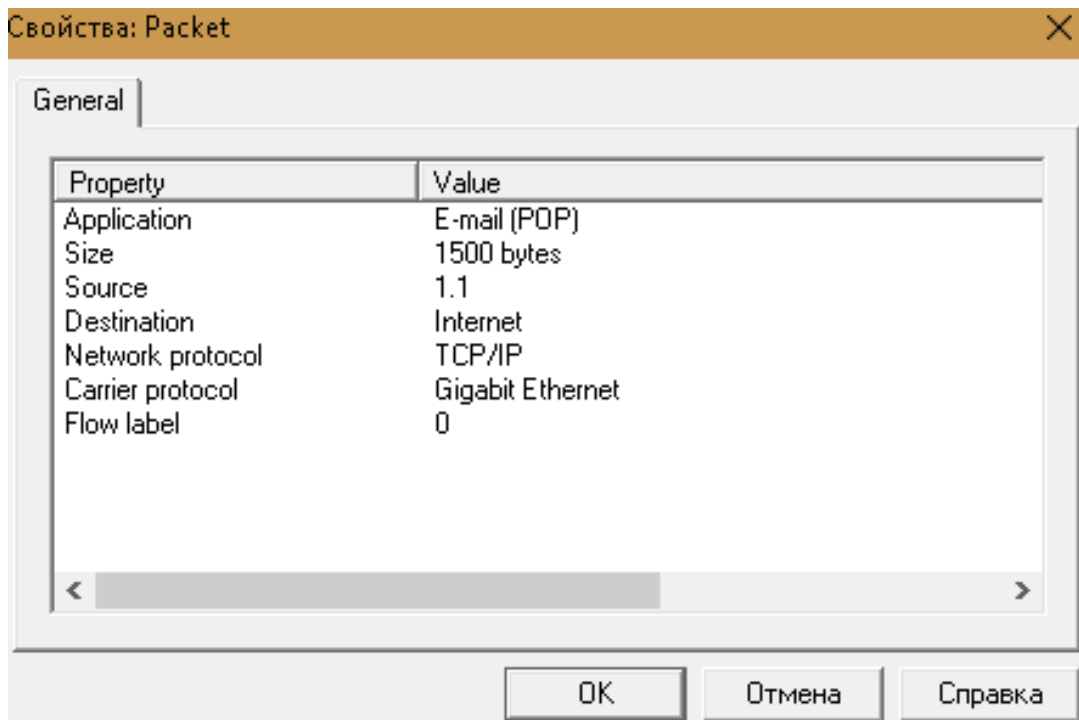 Свойства: Packet
General
Property Value
Application E-mail (POP)
Size 1500 bytes
Source 1.1
Destination Internet
Network protocol TCP/IP
Carrier protocol Gigabit Ethernet
Flow label 0
OK Отмена Справка